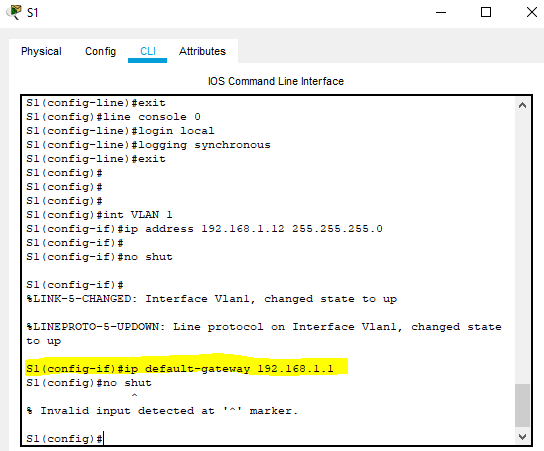 S1
Physical Config CLI Attributes
IOS Command Line Interface
S1(config-line)#exit
S1(config)#line console 0
S1(config-line)#login local
S1(config-line)#logging synchronous
S1(config-line)#exit
S1(config)#
S1(config)#
S1(config)#
S1(config)#int VLAN 1
S1(config-if)#ip address 192.168.1.12 255.255.255.0
S1(config-if)#
S1(config-if)#no shut
S1(config-if)#
%LINK-5-CHANGED: Interface Vlan1, changed state to up
%LINEPROTO-5-UPDOWN: Line protocol on Interface Vlan1, changed state
to up
S1(config-if)#ip default-gateway 192.168.1.1
S1(config)#no shut
^
% Invalid input detected at '^' marker.
S1(config)#